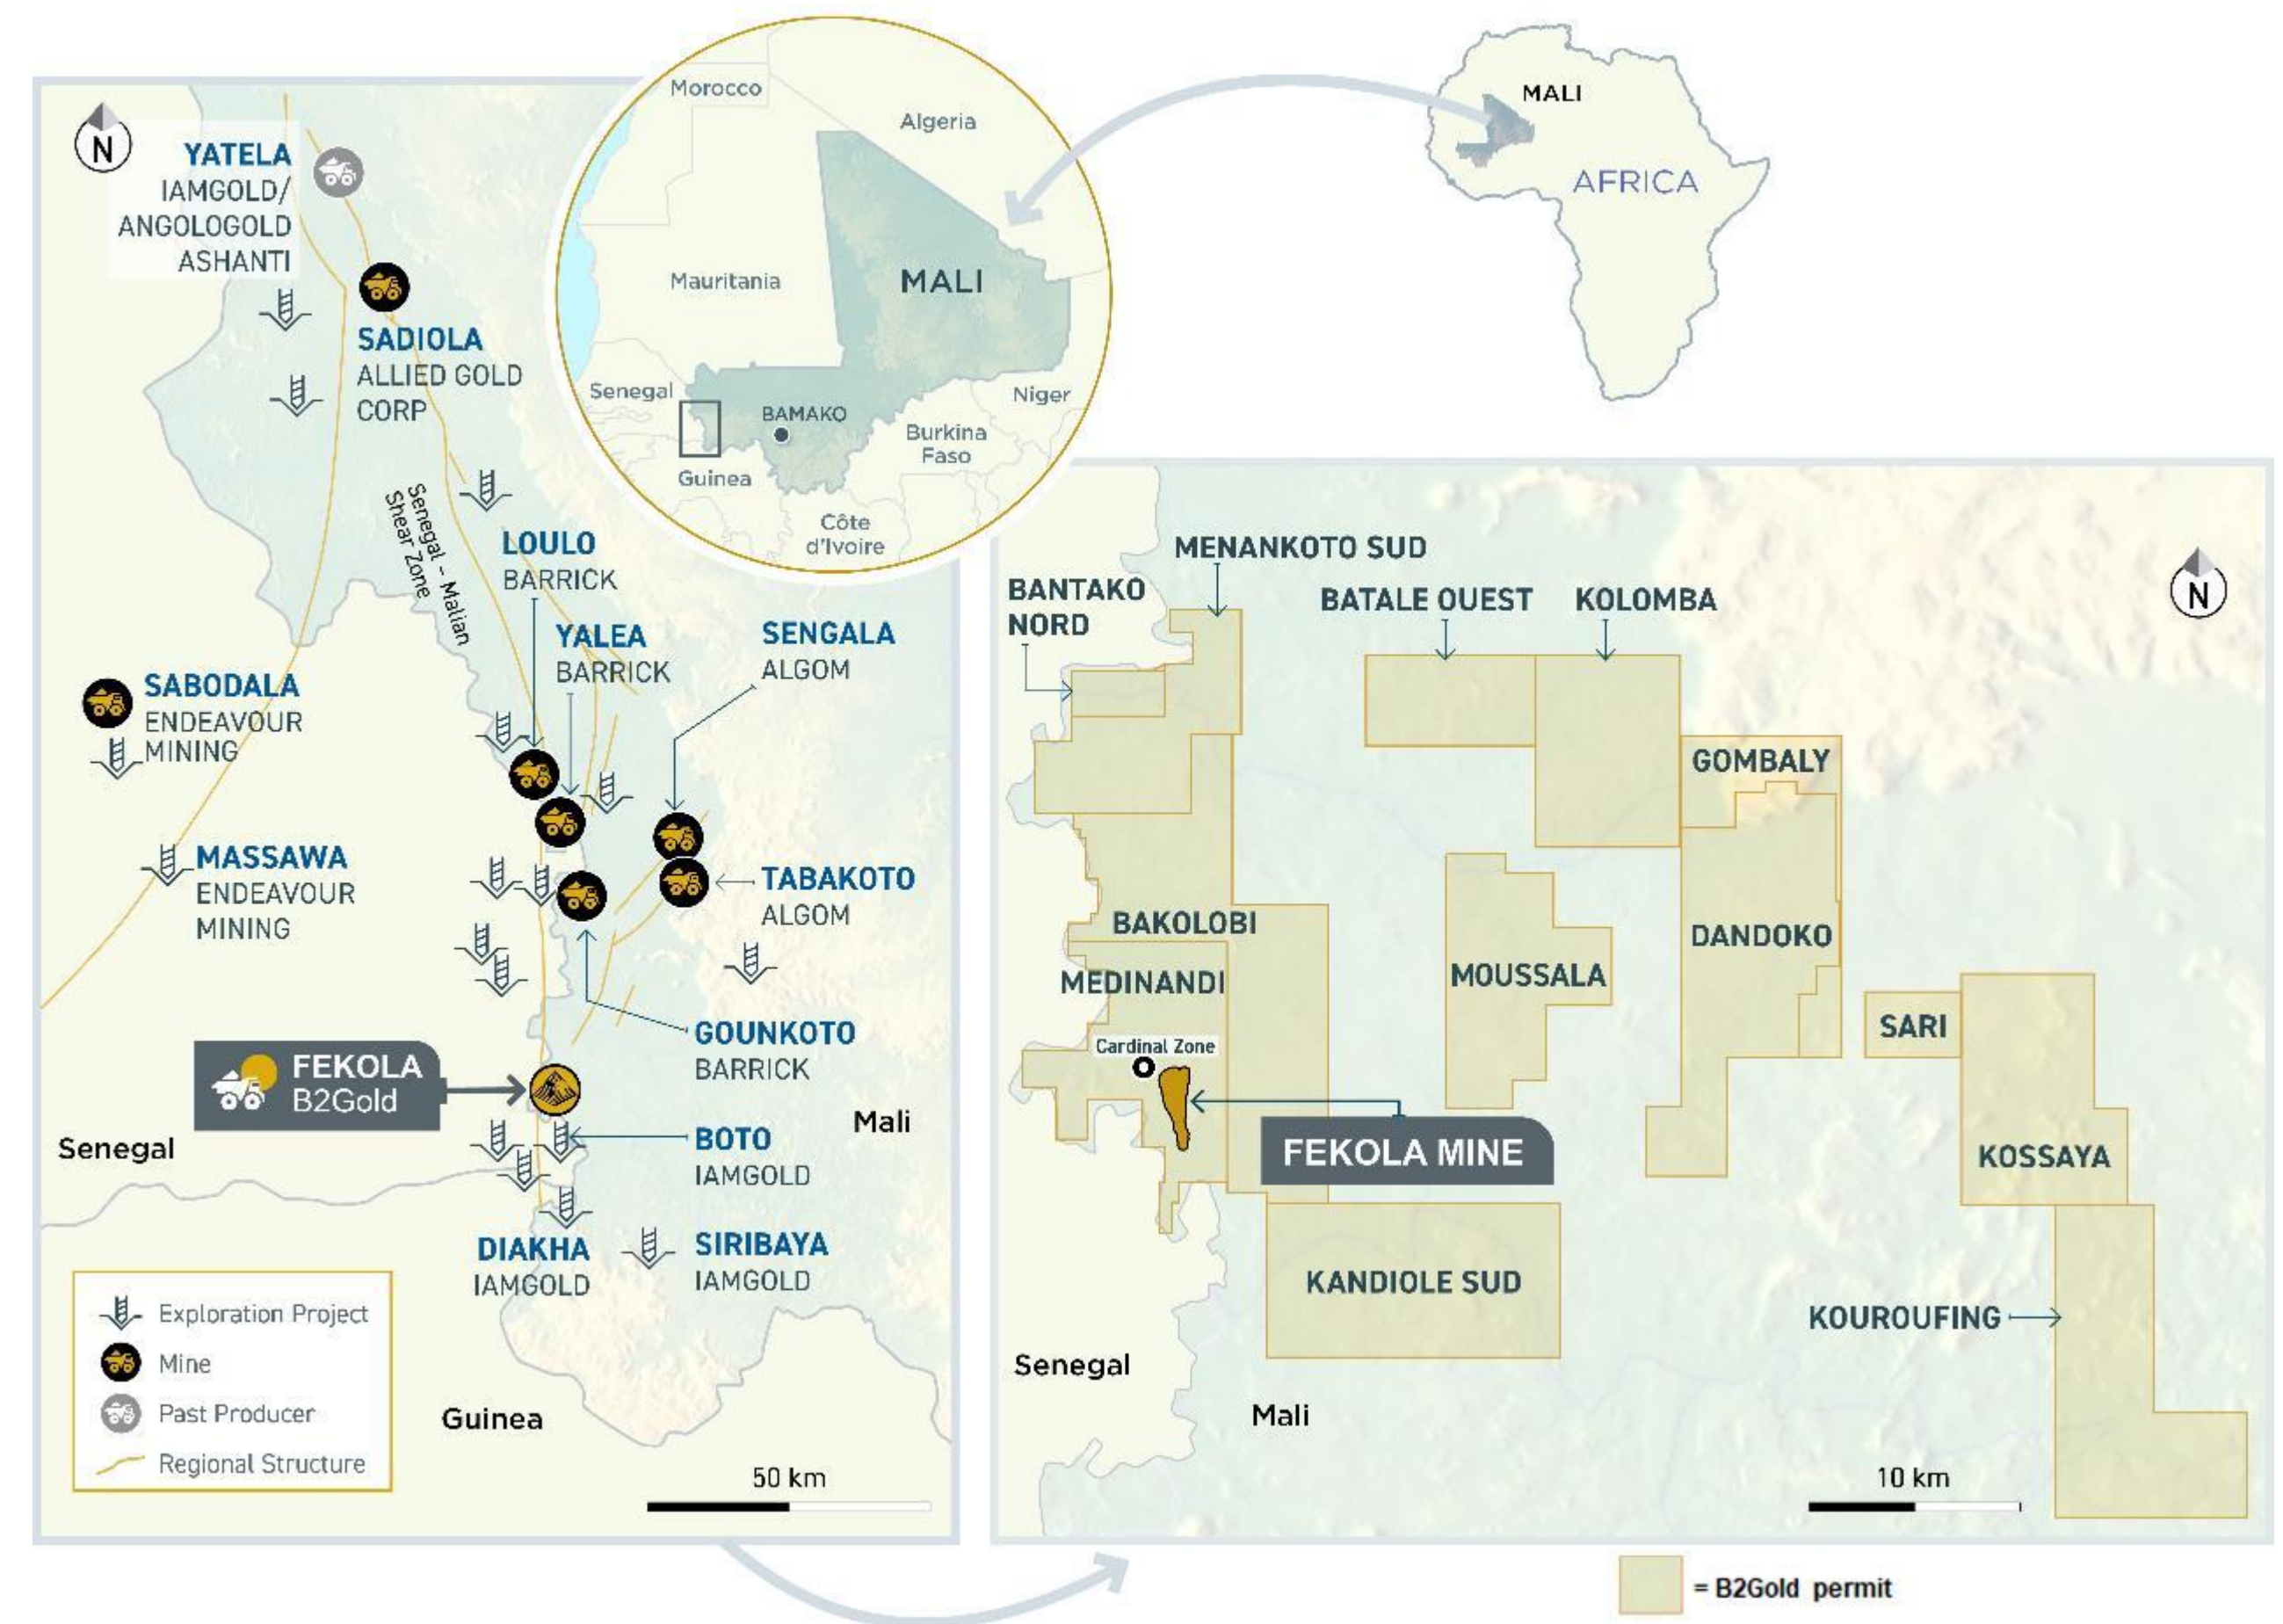 N
YATELA
IAMGOLD/
ANGOLOGOLD
ASHANTI
SADIOLA
ALLIED GOLD
CORP
Senegal - Malian
Shear Zone
LOULO
BARRICK
YALEA
BARRICK
SENGALA
ALGOM
SABODALA
ENDEAVOUR
MINING
MASSAWA
ENDEAVOUR
MINING
TABAKOTO
ALGOM
GOUNKOTO
BARRICK
FEKOLA
B2Gold
Senegal
Mali
BOTO
IAMGOLD
DIAKHA
IAMGOLD
SIRIBAYA
IAMGOLD
Guinea
Exploration Project
Mine
Past Producer
Regional Structure
50 km
Morocco
Algeria
Mauritania
MALI
Senegal
BAMAKO
Niger
Burkina
Faso
Guinea
Côte
d'Ivoire
MALI
AFRICA
MENANKOTO SUD
BANTAKO
NORD
BATALE OUEST
KOLOMBA
N
GOMBALY
BAKOLOBI
DANDOKO
MEDINANDI
MOUSSALA
SARI
Cardinal Zone
FEKOLA MINE
KOSSAYA
KANDIOLE SUD
KOUROUFING
Senegal
Mali
10 km
= B2Gold permit